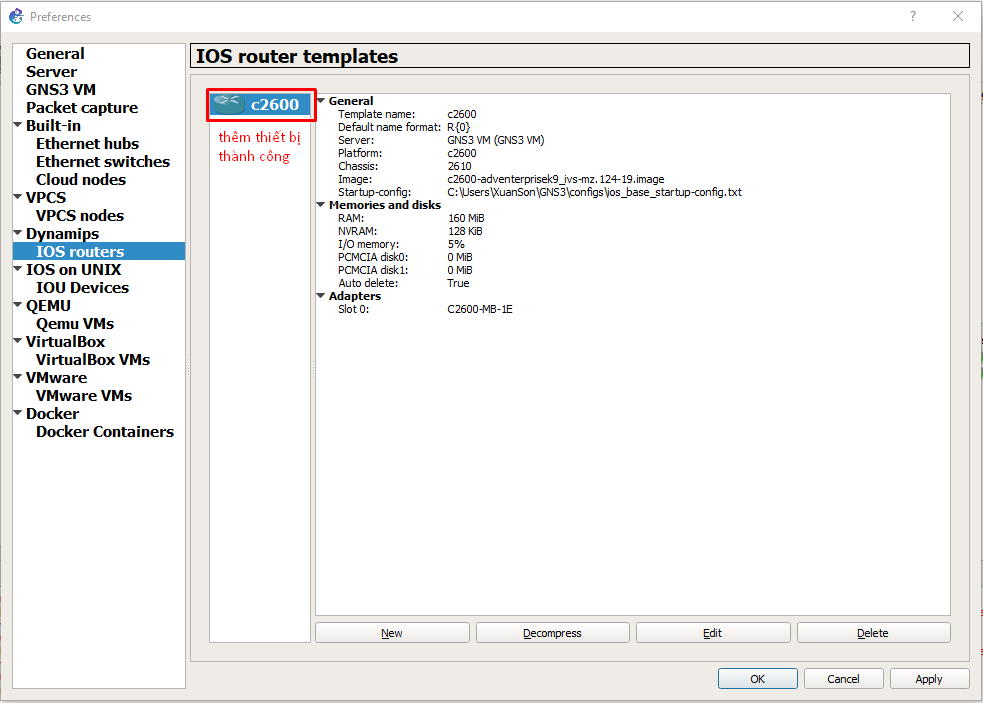 Preferences
General
Server
GNS3 VM
Packet capture
Built-in
Ethernet hubs
Ethernet switches
Cloud nodes
VPCS
VPCS nodes
Dynamips
IOS routers
IOS on UNIX
IOU Devices
QEMU
Qemu VMs
VirtualBox
VirtualBox VMs
VMware
VMware VMs
Docker
Docker Containers
IOS router templates
c2600
thêm thiết bị
thành công
General
Template name: c2600
Default name format: R{0}
Server: GNS3 VM (GNS3 VM)
Platform: c2600
Chassis: 2610
Image: c2600-adventerprisek9_ivs-mz.124-19.image
Startup-config: C:\Users\XuanSon\GNS3\configs\ios_base_startup-config.txt
Memories and disks
RAM: 160 MiB
NVRAM: 128 KiB
I/O memory: 5%
PCMCIA disk0: 0 MiB
PCMCIA disk1: 0 MiB
Auto delete: True
Adapters
Slot 0: C2600-MB-1E
New Decompress Edit Delete
OK Cancel Apply